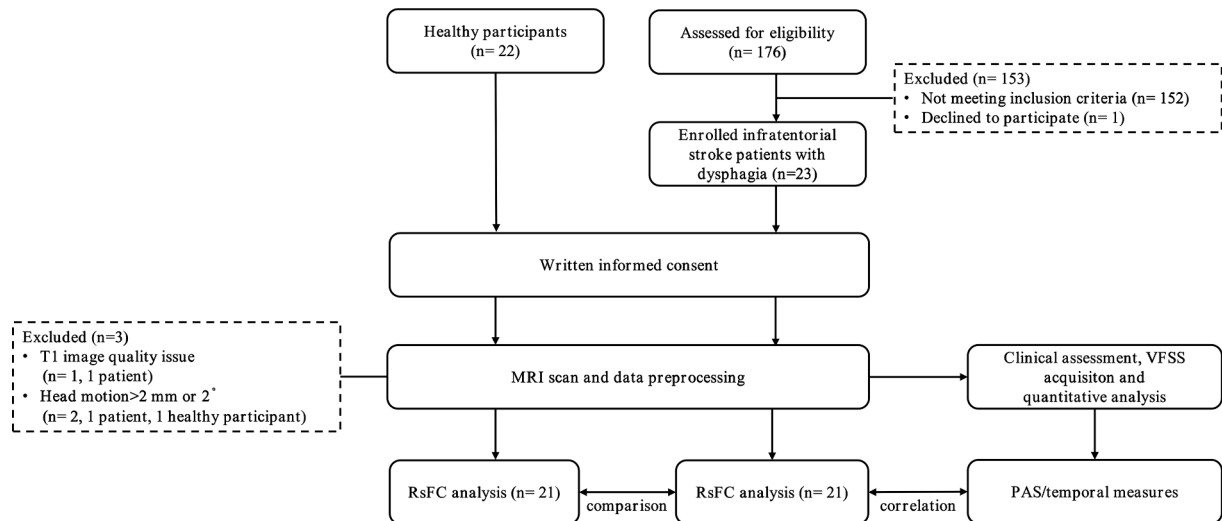 Healthy participants
(n= 22)
Assessed for eligibility
(n= 176)
Excluded (n= 153)
• Not meeting inclusion criteria (n= 152)
• Declined to participate (n= 1)
Enrolled infratentorial
stroke patients with
dysphagia (n=23)
Written informed consent
Excluded (n=3)
• T1 image quality issue
(n= 1, 1 patient)
• Head motion>2 mm or 2°
(n= 2, 1 patient, 1 healthy participant)
MRI scan and data preprocessing
Clinical assessment, VFSS
acquisiton and
quantitative analysis
RsFC analysis (n= 21)
comparison
RsFC analysis (n= 21)
correlation
PAS/temporal measures